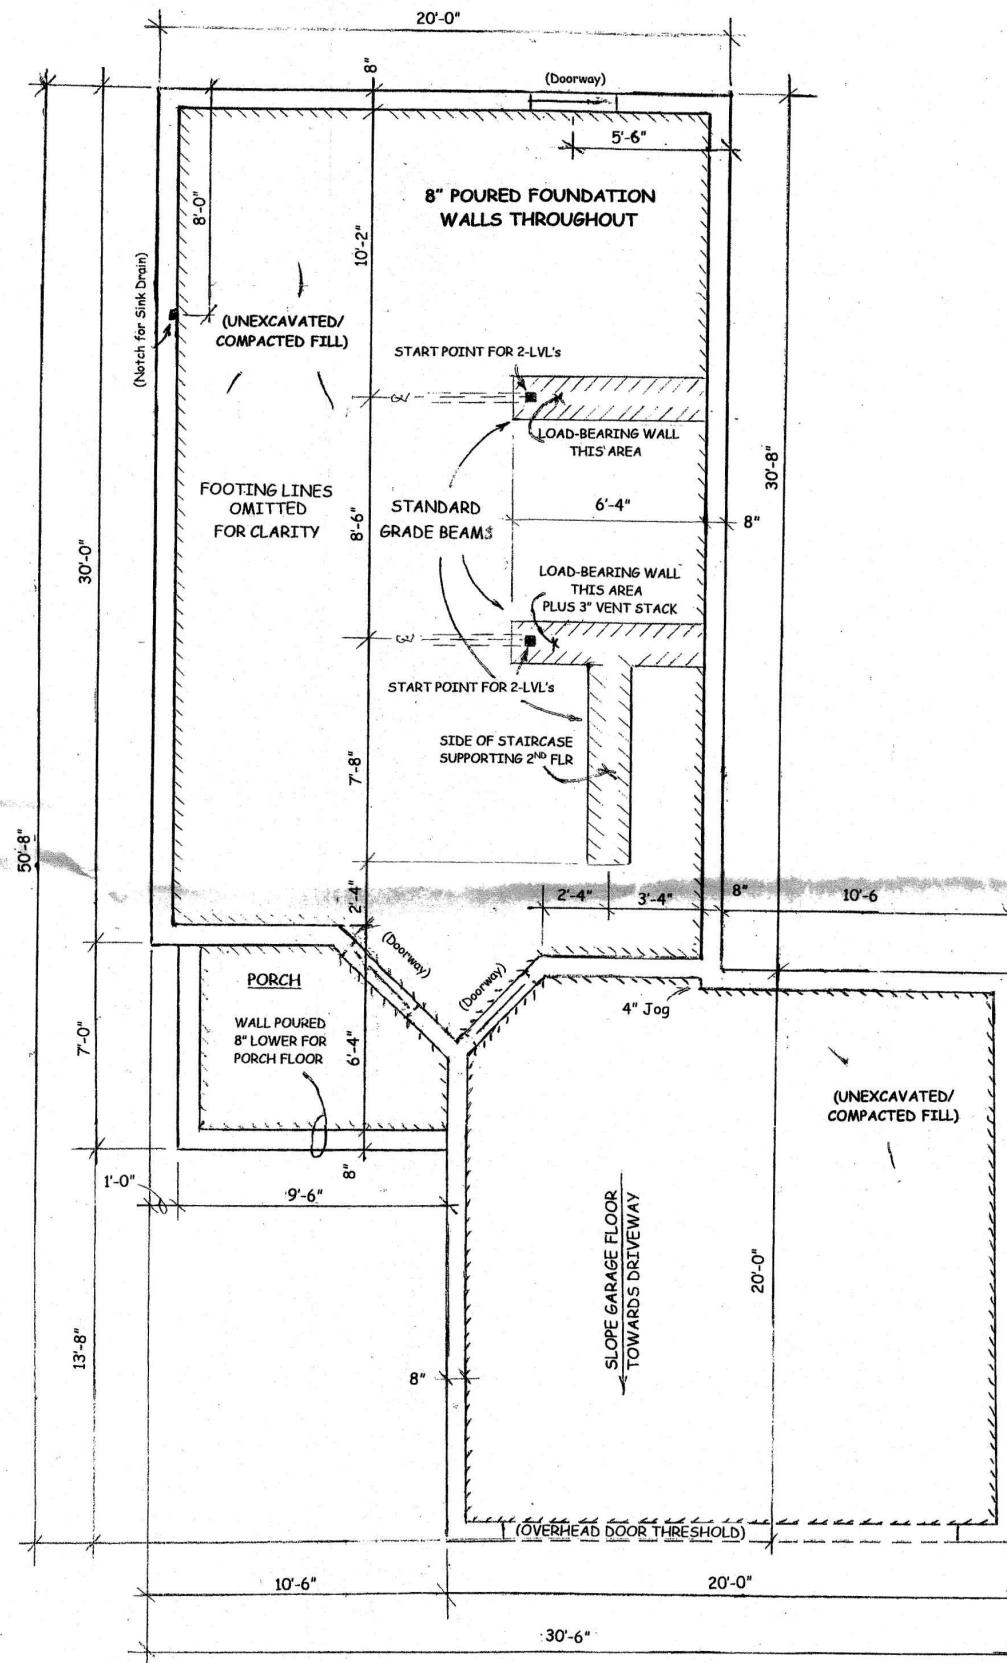 20'-0"
8"
(Doorway)
5'-6"
8'-0"
8" POURED FOUNDATION
WALLS THROUGHOUT
10'-2"
(Notch for Sink Drain)
(UNEXCAVATED/
COMPACTED FILL)
START POINT FOR 2-LVL's
LOAD-BEARING WALL
THIS AREA
30'-8"
FOOTING LINES
OMITTED
FOR CLARITY
STANDARD
GRADE BEAMS
8'-6"
6'-4"
8"
30'-0"
LOAD-BEARING WALL
THIS AREA
PLUS 3" VENT STACK
START POINT FOR 2-LVL's
SIDE OF STAIRCASE
SUPPORTING 2ND FLR
7'-8"
50'-8"
2'-4"
2'-4"
3'-4"
8"
10'-6
(Doorway)
(Doorway)
PORCH
4" Jog
WALL POURED
8" LOWER FOR
PORCH FLOOR
6'-4"
7'-0"
(UNEXCAVATED/
COMPACTED FILL)
8"
1'-0"
9'-6"
SLOPE GARAGE FLOOR
TOWARDS DRIVEWAY
20'-0"
13'-8"
8"
(OVERHEAD DOOR THRESHOLD)
10'-6"
20'-0"
30'-6"